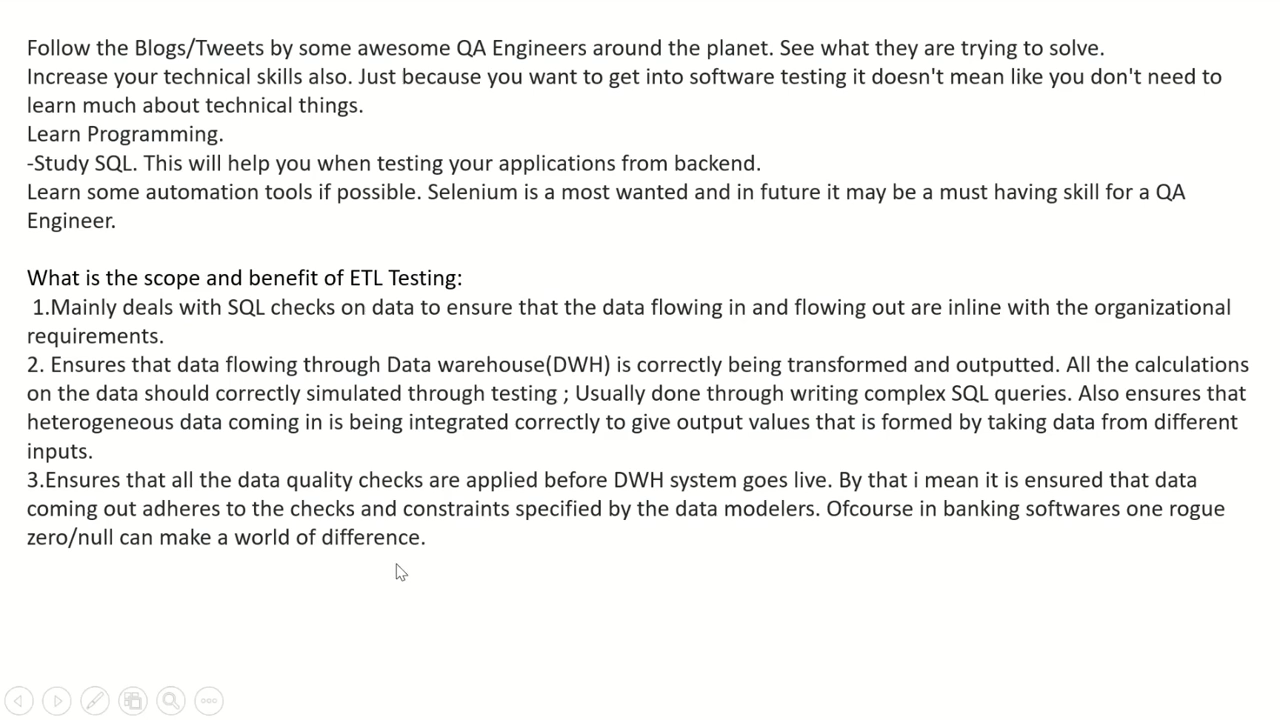 Follow the Blogs/Tweets by some awesome QA Engineers around the planet. See what they are trying to solve.
Increase your technical skills also. Just because you want to get into software testing it doesn't mean like you don't need to
learn much about technical things.
Learn Programming.
-Study SQL. This will help you when testing your applications from backend.
Learn some automation tools if possible. Selenium is a most wanted and in future it may be a must having skill for a QA
Engineer.
What is the scope and benefit of ETL Testing:
1.Mainly deals with SQL checks on data to ensure that the data flowing in and flowing out are inline with the organizational
requirements.
2. Ensures that data flowing through Data warehouse(DWH) is correctly being transformed and outputted. All the calculations
on the data should correctly simulated through testing ; Usually done through writing complex SQL queries. Also ensures that
heterogeneous data coming in is being integrated correctly to give output values that is formed by taking data from different
inputs.
3.Ensures that all the data quality checks are applied before DWH system goes live. By that i mean it is ensured that data
coming out adheres to the checks and constraints specified by the data modelers. Ofcourse in banking softwares one rogue
zero/null can make a world of difference.